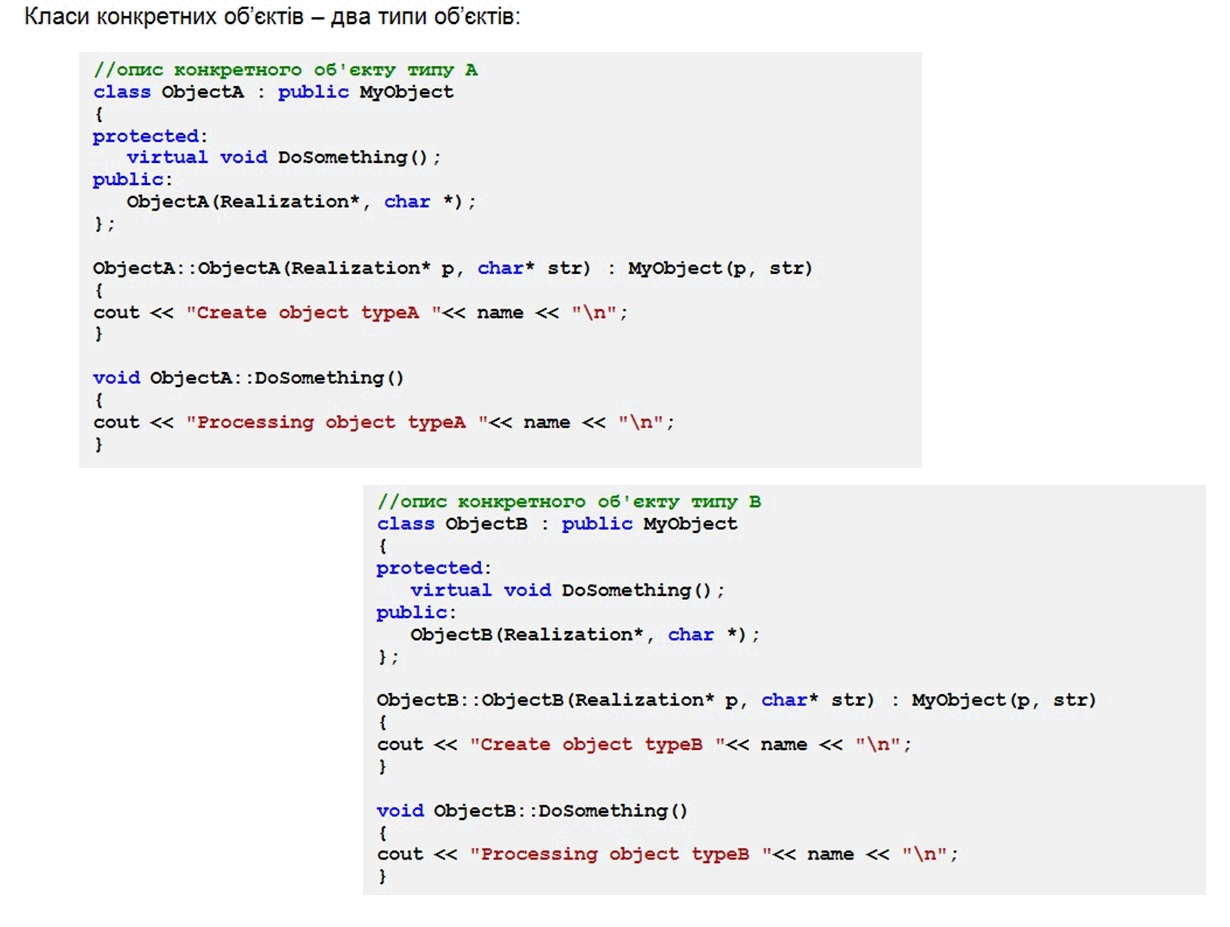 Класи конкретних об’єктів – два типи об’єктів:
//опис конкретного об'єкту типу A
class ObjectA : public MyObject
{
protected:
virtual void DoSomething();
public:
ObjectA(Realization*, char *);
};
ObjectA::ObjectA(Realization* p, char* str) : MyObject(p, str)
{
cout << "Create object typeA "<< name << "\n";
}
void ObjectA::DoSomething()
{
cout << "Processing object typeA "<< name << "\n";
}
//опис конкретного об'єкту типу B
class ObjectB : public MyObject
{
protected:
virtual void DoSomething();
public:
ObjectB(Realization*, char *);
};
ObjectB::ObjectB(Realization* p, char* str) : MyObject(p, str)
{
cout << "Create object typeB "<< name << "\n";
}
void ObjectB::DoSomething()
{
cout << "Processing object typeB "<< name << "\n";
}